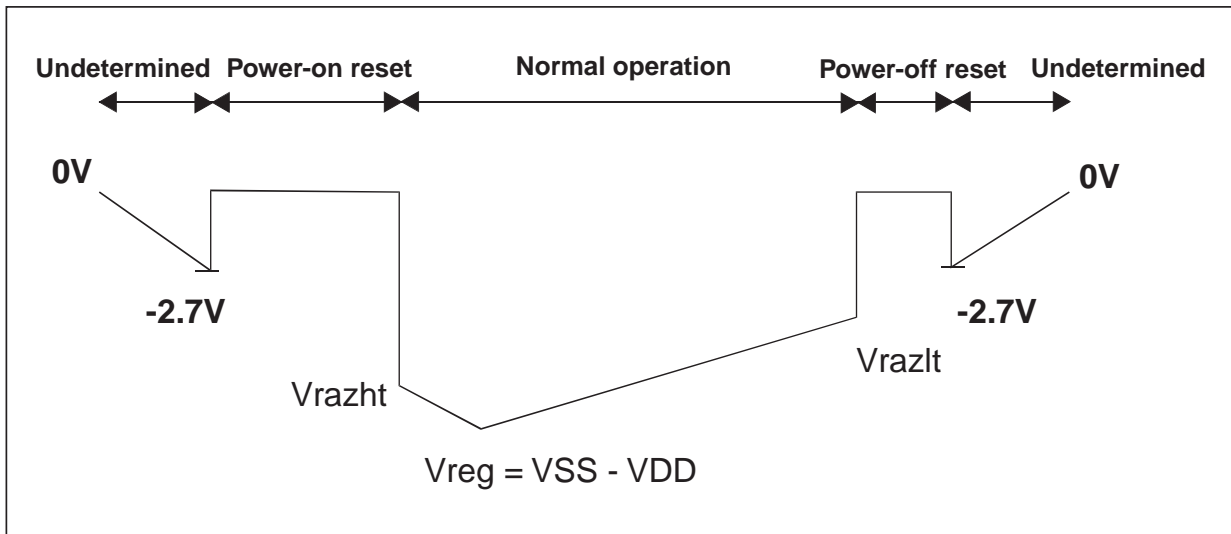 Undetermined Power-on reset Normal operation Power-off reset Undetermined
0V 0V
-2.7V -2.7V
Vrazht Vrazlt
Vreg = VSS - VDD